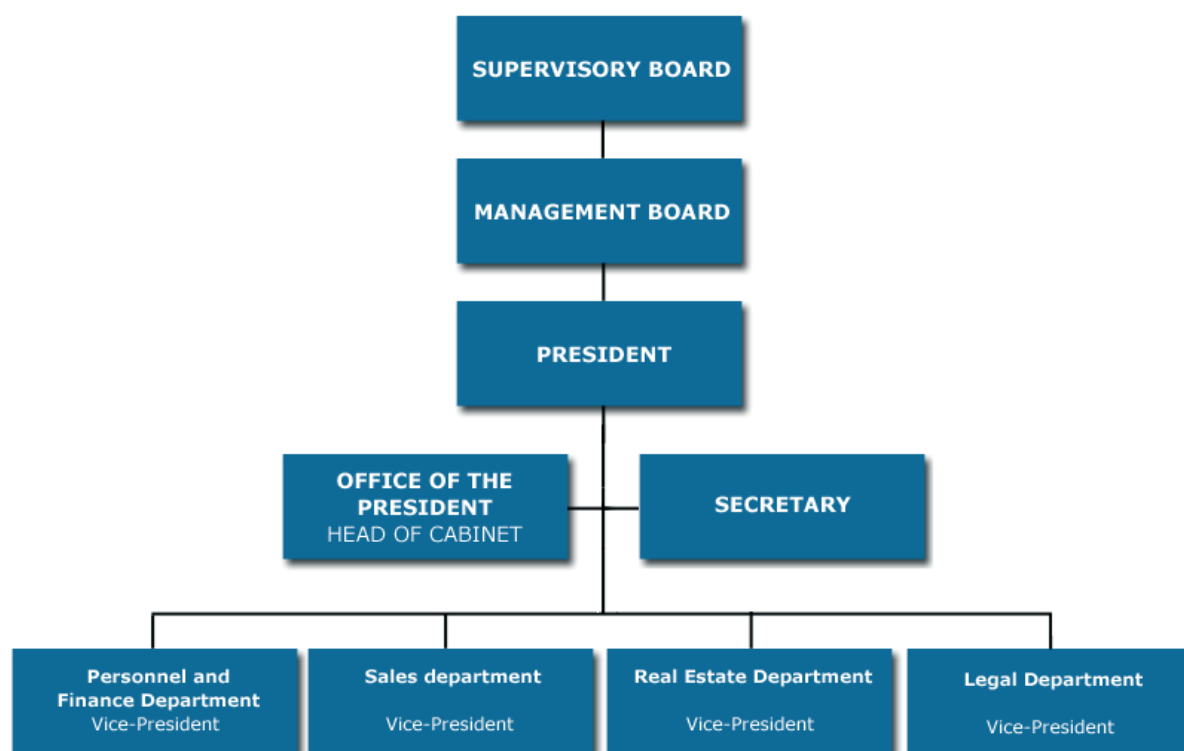 SUPERVISORY BOARD
MANAGEMENT BOARD
PRESIDENT
OFFICE OF THE
PRESIDENT
HEAD OF CABINET
SECRETARY
Personnel and
Finance Department
Vice-President
Sales department
Vice-President
Real Estate Department
Vice-President
Legal Department
Vice-President